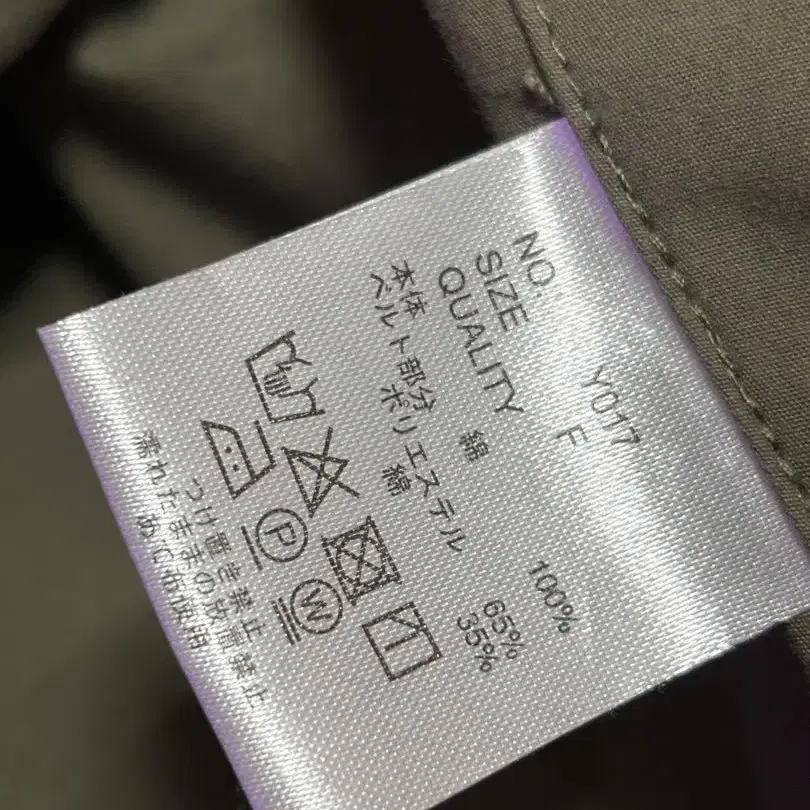 NO. Y017
SIZE F
QUALITY
本体 綿 100%
ベルト部分 ポリエステル 65%
綿 35%
P W
つけ置き禁止
濡れたままの放置禁止
あて布使用